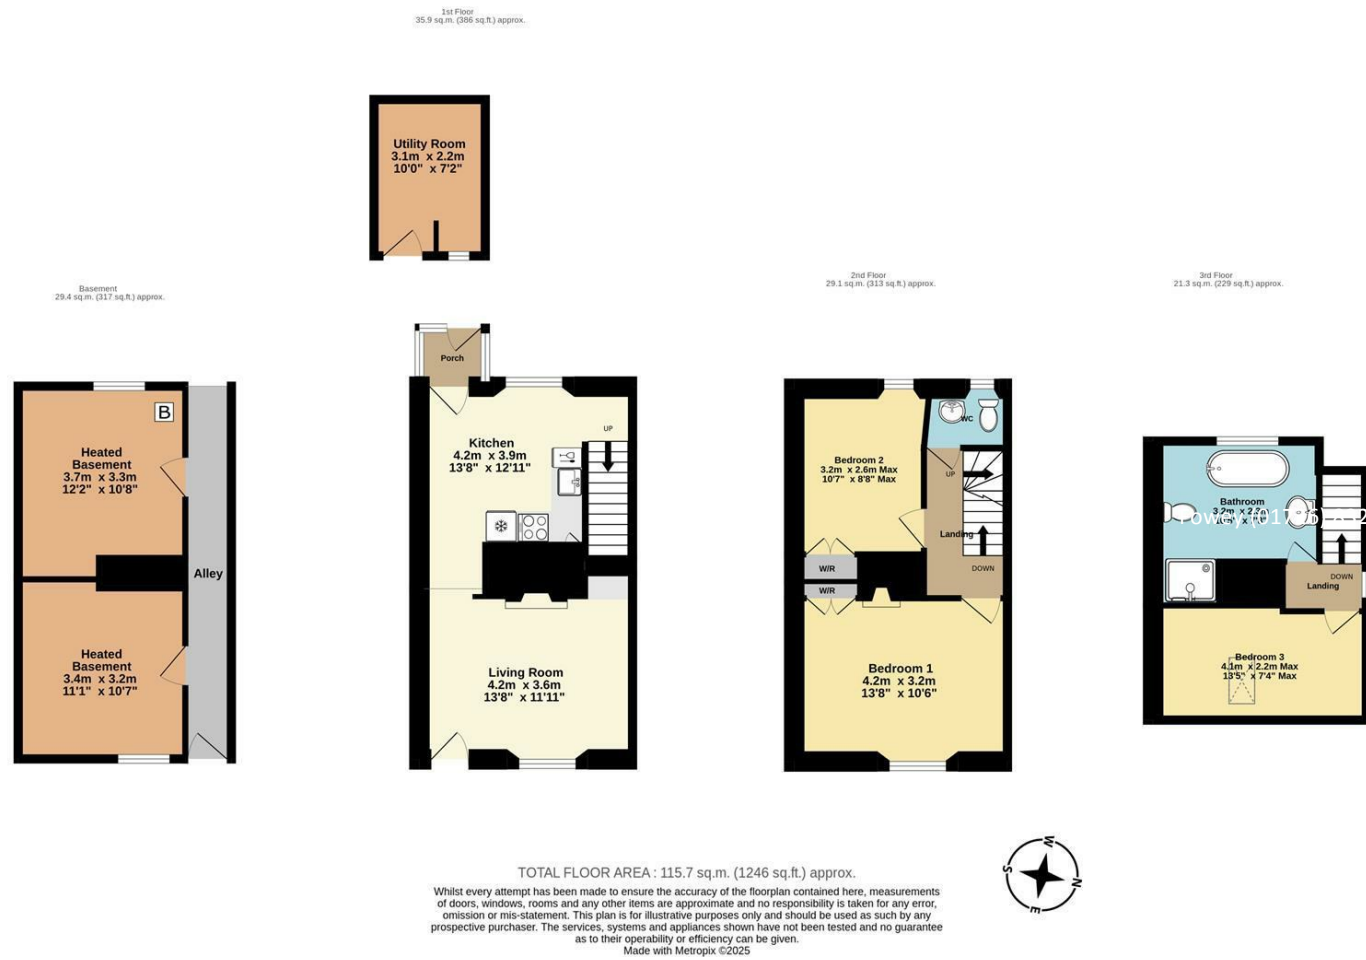 1st Floor
35.9 sq.m. (386 sq.ft.) approx.
Utility Room
3.1m x 2.2m
10'0" x 7'2"
Basement
29.4 sq.m. (317 sq.ft.) approx.
2nd Floor
29.1 sq.m. (313 sq.ft.) approx.
3rd Floor
21.3 sq.m. (229 sq.ft.) approx.
B
Heated
Basement
3.7m x 3.3m
12'2" x 10'8"
Alley
Heated
Basement
3.4m x 3.2m
11'1" x 10'7"
Porch
UP
Kitchen
4.2m x 3.9m
13'8" x 12'11"
Living Room
4.2m x 3.6m
13'8" x 11'11"
WC
Bedroom 2
3.2m x 2.6m Max
10'7" x 8'8" Max
UP
Landing
DOWN
W/R
W/R
Bedroom 1
4.2m x 3.2m
13'8" x 10'6"
Bathroom
DOWN
Landing
Bedroom 3
4.1m x 2.2m Max
13'5" x 7'4" Max
W
S
N
E
TOTAL FLOOR AREA : 115.7 sq.m. (1246 sq.ft.) approx.
Whilst every attempt has been made to ensure the accuracy of the floorplan contained here, measurements
of doors, windows, rooms and any other items are approximate and no responsibility is taken for any error,
omission or mis-statement. This plan is for illustrative purposes only and should be used as such by any
prospective purchaser. The services, systems and appliances shown have not been tested and no guarantee
as to their operability or efficiency can be given.
Made with Metropix ©2025